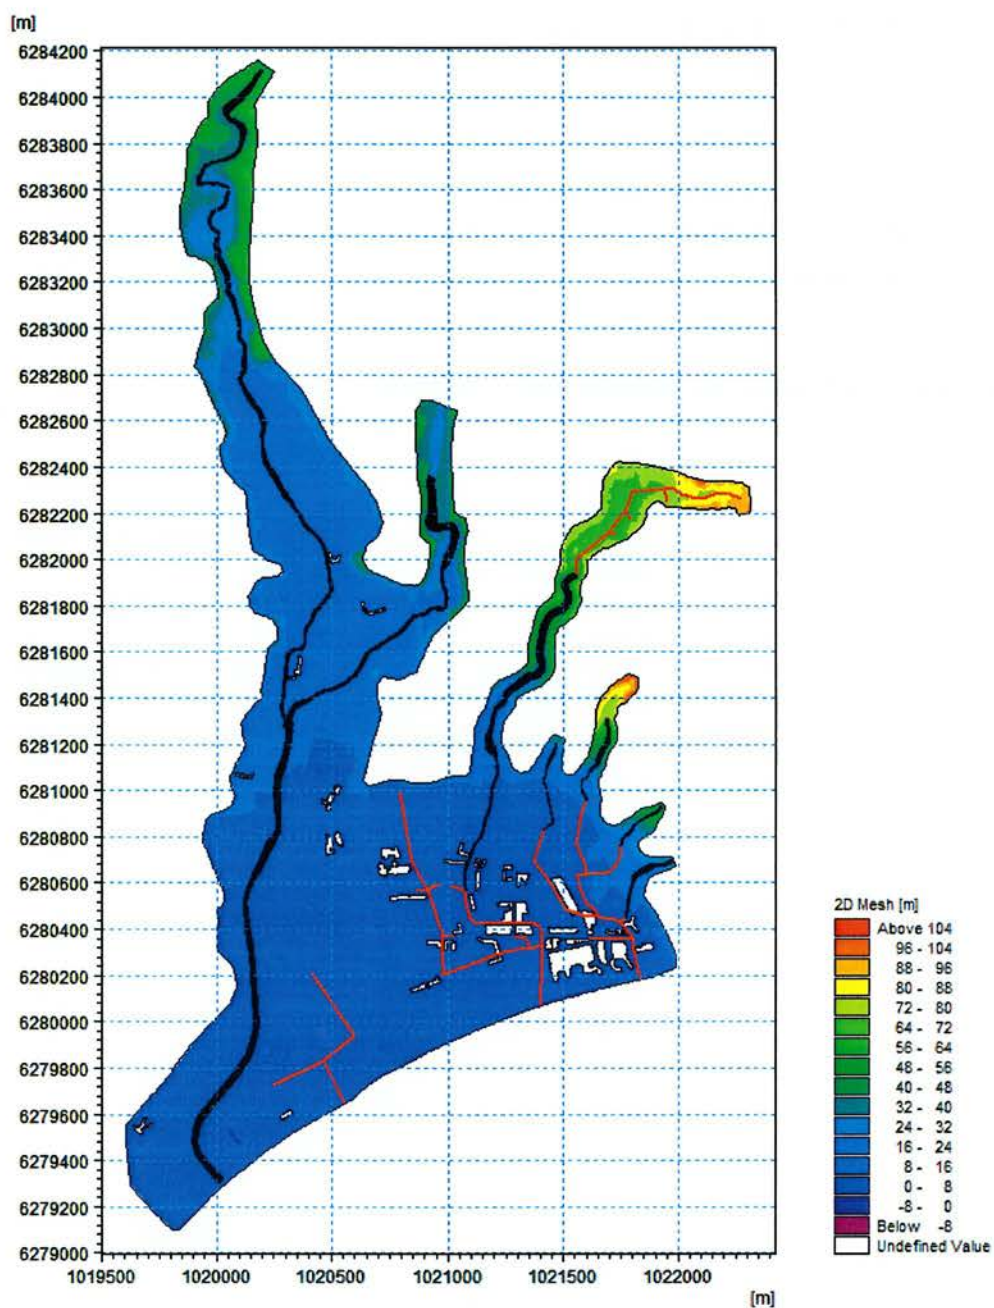 [m]
6284200
6284000
6283800
6283600
6283400
6283200
6283000
6282800
6282600
6282400
6282200
6282000
6281800
6281600
6281400
6281200
6281000
6280800
6280600
6280400
6280200
6280000
6279800
6279600
6279400
6279200
6279000
1019500 1020000 1020500 1021000 1021500 1022000
[m]
2D Mesh [m]
Above 104
96 - 104
88 - 96
80 - 88
72 - 80
64 - 72
56 - 64
48 - 56
40 - 48
32 - 40
24 - 32
16 - 24
8 - 16
0 - 8
-8 - 0
Below -8
Undefined Value